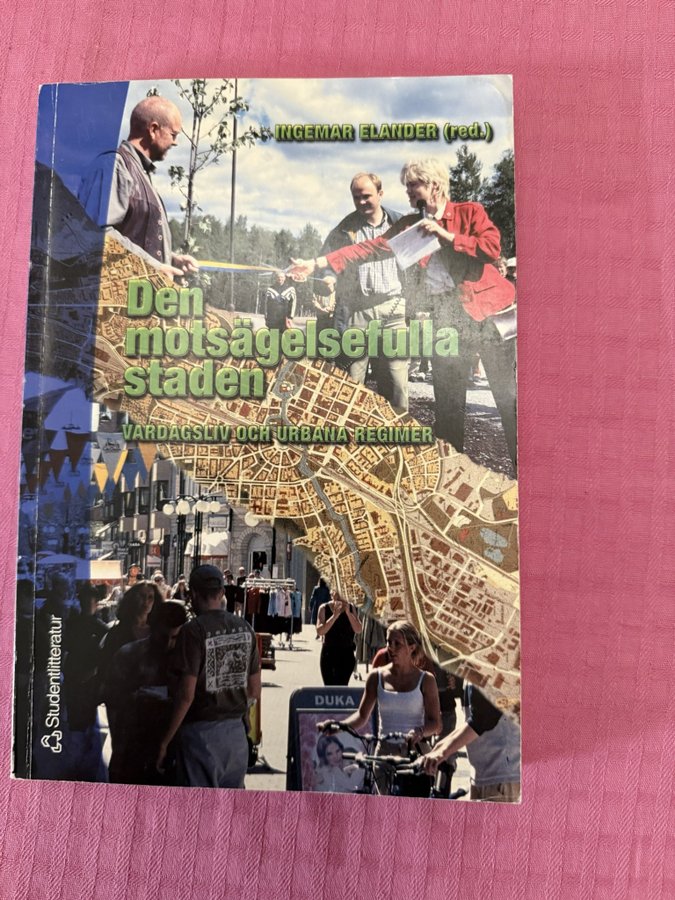 INGEMAR ELANDER (red.)
Den
motsägelsefulla
staden
VARDAGSLIV OCH URBANA REGIMER
DUKA
Studentlitteratur